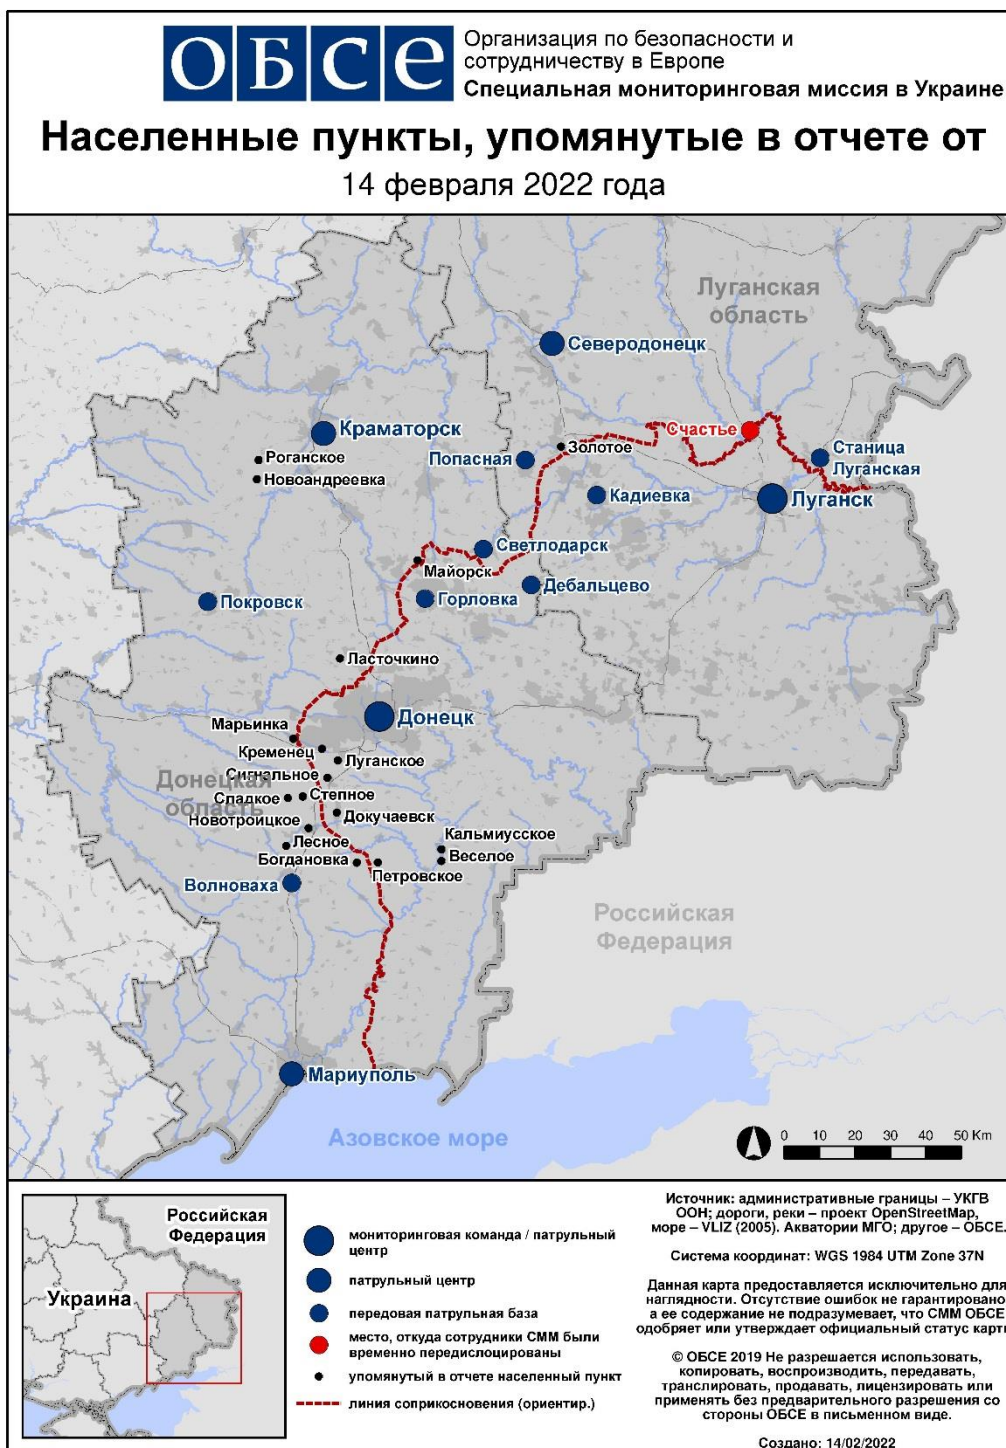 ОБСЕ
Организация по безопасности и
сотрудничеству в Европе
Специальная мониторинговая миссия в Украине
Населенные пункты, упомянутые в отчете от
14 февраля 2022 года
Луганская
область
Северодонецк
Счастье
Краматорск
Золотое
Станица
Луганская
Попасная
Роганское
Новоандреевка
Кадиевка
Луганск
Светлодарск
Майорск
Дебальцево
Горловка
Покровск
Ласточкино
Донецк
Марьинка
Кременец
Луганское
Сигнальное
Донецкая
область
Степное
Сладкое
Докучаевск
Новотроицкое
Кальмиусское
Лесное
Веселое
Богдановка
Петровское
Волноваха
Российская
Федерация
Мариуполь
Азовское море
0 10 20 30 40 50 Km
Российская
Федерация
Украина
мониторинговая команда / патрульный
центр
патрульный центр
передовая патрульная база
место, откуда сотрудники СММ были
временно передислоцированы
упомянутый в отчете населенный пункт
линия соприкосновения (ориентир.)
Источник: административные границы – УКГВ
ООН; дороги, реки – проект OpenStreetMap,
море – VLIZ (2005). Акватории МГО; другое – ОБСЕ.
Система координат: WGS 1984 UTM Zone 37N
Данная карта предоставляется исключительно для
наглядности. Отсутствие ошибок не гарантировано
а ее содержание не подразумевает, что СММ ОБСЕ
одобряет или утверждает официальный статус карт
© ОБСЕ 2019 Не разрешается использовать,
копировать, воспроизводить, передавать,
транслировать, продавать, лицензировать или
применять без предварительного разрешения со
стороны ОБСЕ в письменном виде.
Создано: 14/02/2022